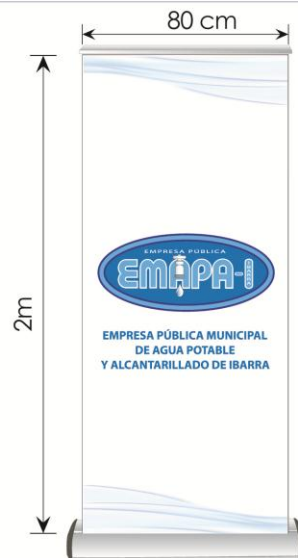 80 cm
2m
EMPRESA PÚBLICA
EMAPA-I
EMPRESA PÚBLICA MUNICIPAL
DE AGUA POTABLE
Y ALCANTARILLADO DE IBARRA